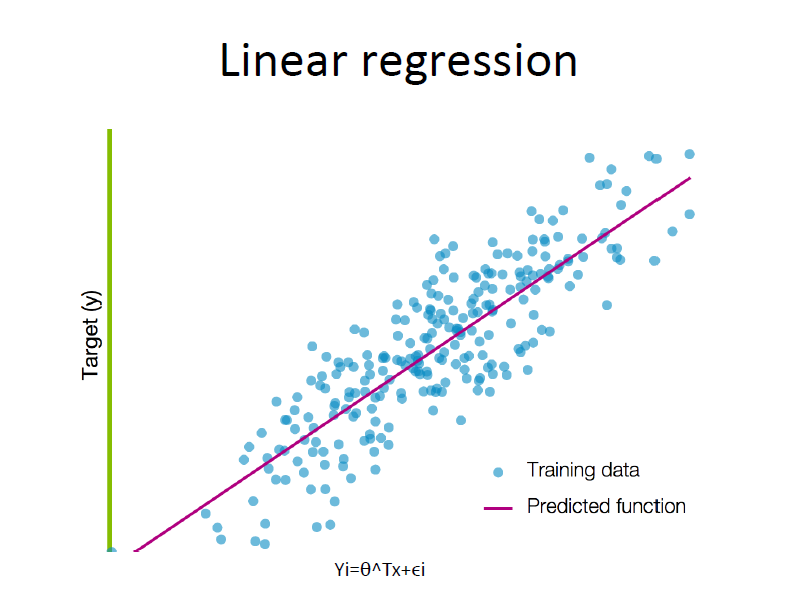 Linear regression
Target (y)
Training data
Predicted function
Yi=θ^Tx+ϵi